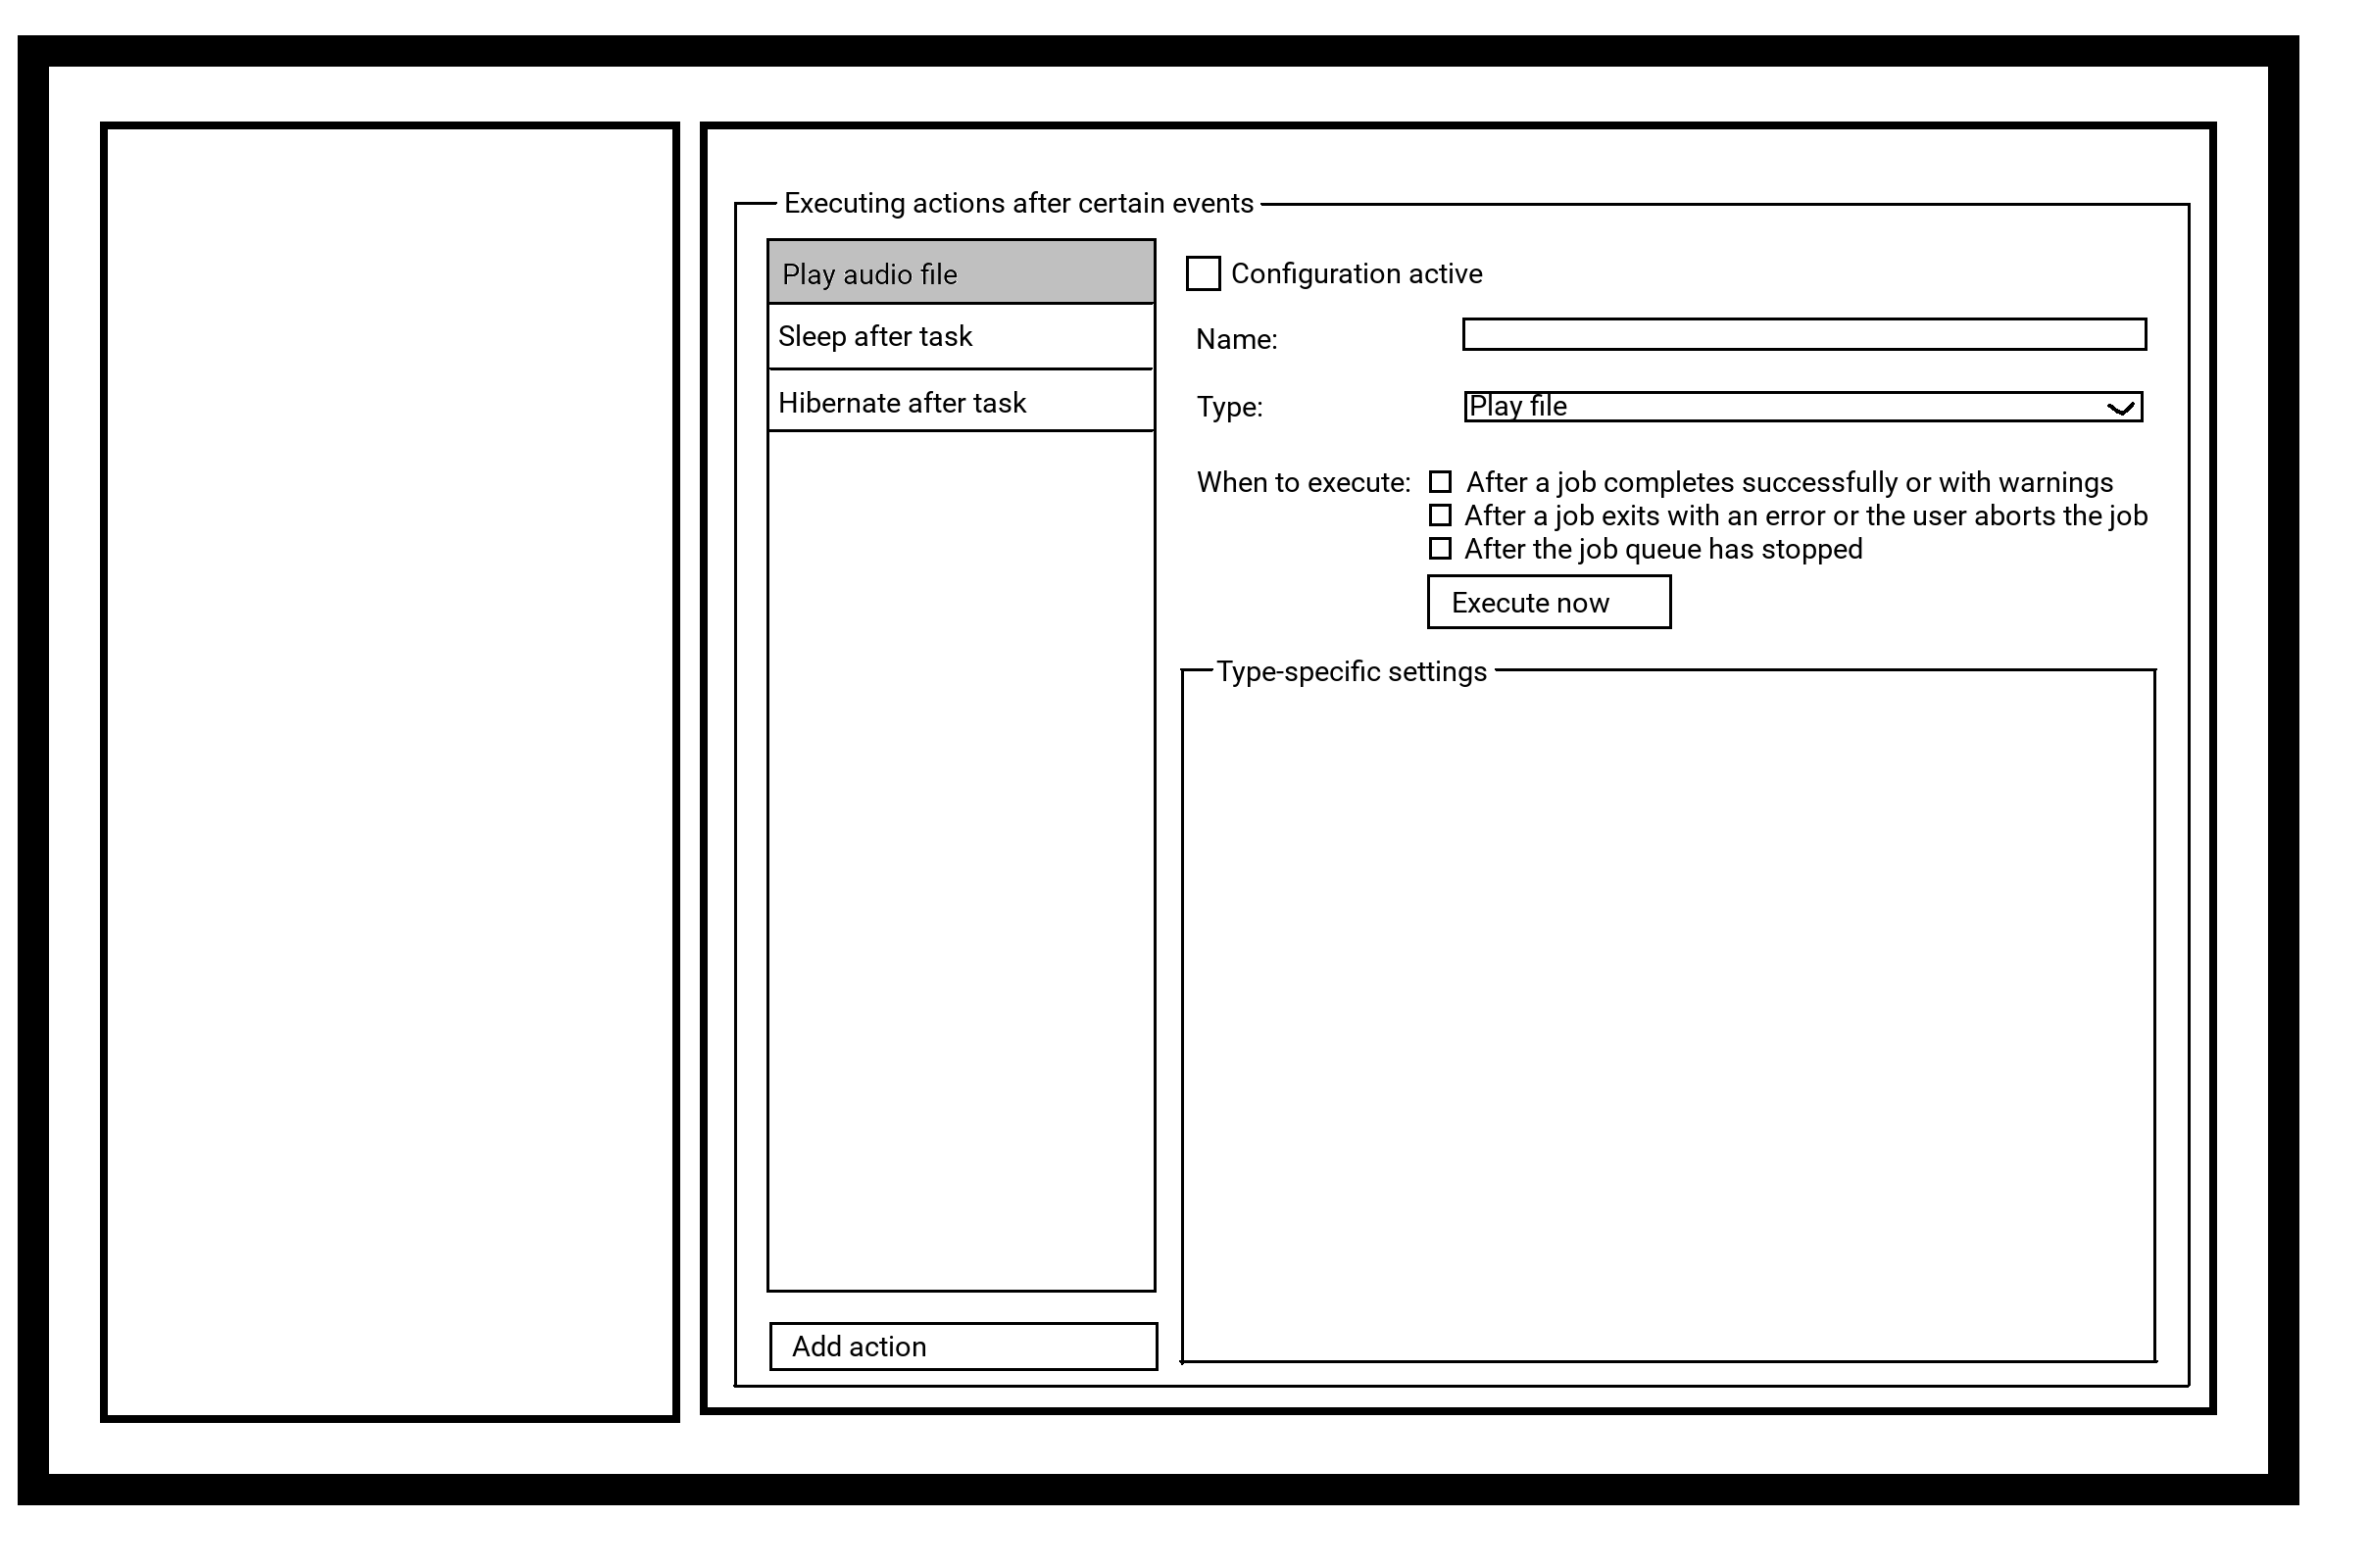 Executing actions after certain events
Play audio file
Sleep after task
Hibernate after task
Add action
Configuration active
Name:
Type: Play file
When to execute: After a job completes successfully or with warnings
After a job exits with an error or the user aborts the job
After the job queue has stopped
Execute now
Type-specific settings